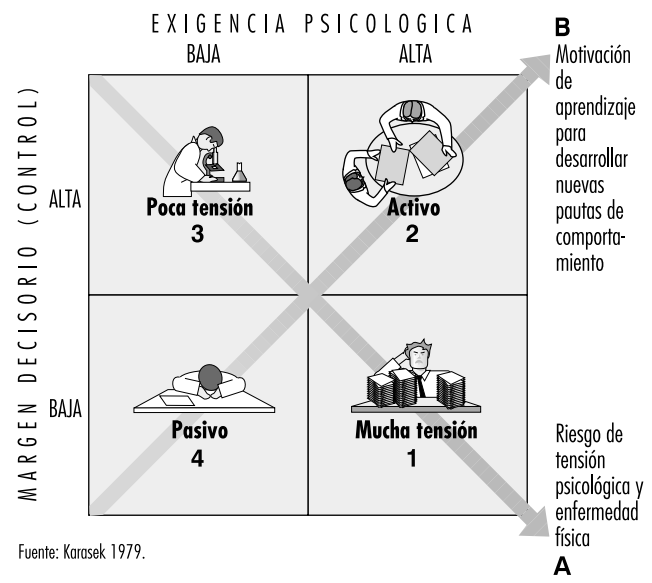 EXIGENCIA PSICOLOGICA
BAJA
ALTA
B
Motivación
de
aprendizaje
para
desarrollar
nuevas
pautas de
comporta-
miento
MARGEN DECISORIO (CONTROL)
ALTA
Poca tensión
3
Activo
2
BAJA
Pasivo
4
Mucha tensión
1
Riesgo de
tensión
psicológica y
enfermedad
física
A
Fuente: Karasek 1979.